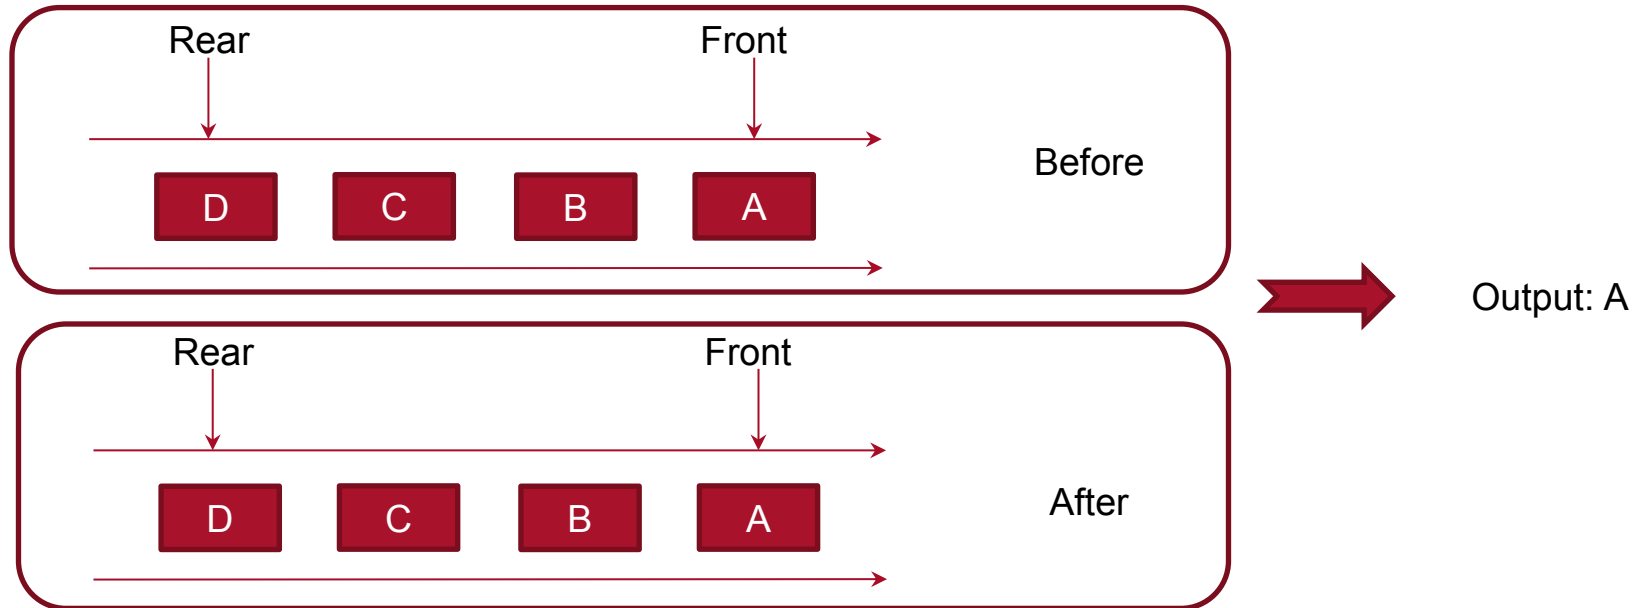 Rear Front
D C B A
Before
Output: A
Rear Front
D C B A
After